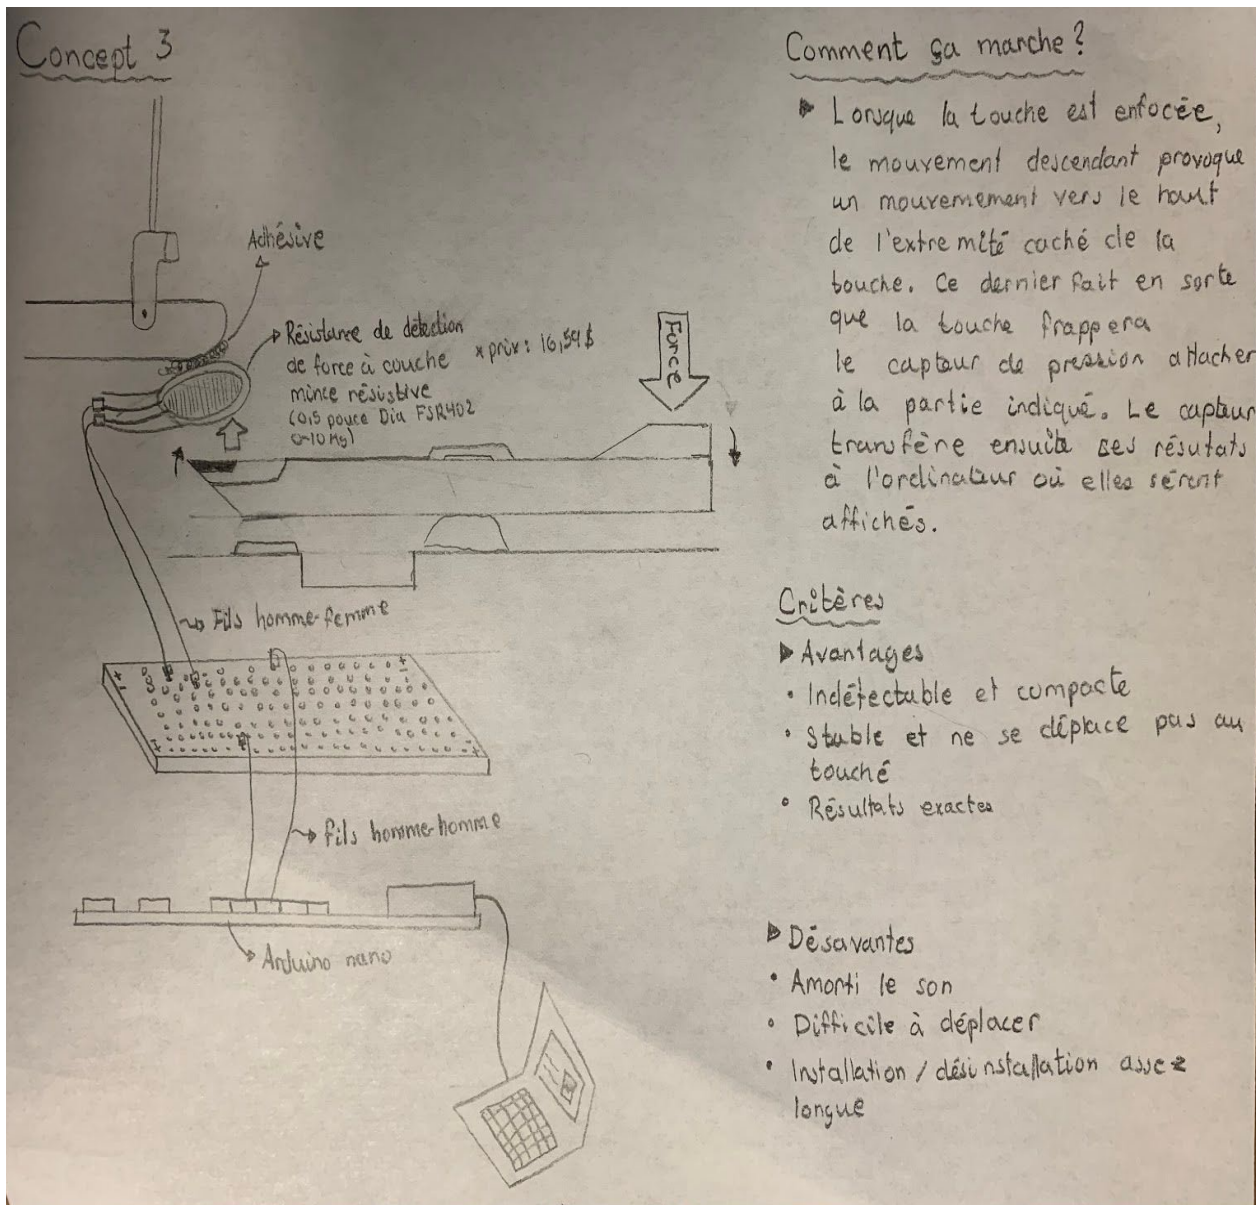 Concept 3
Adhésive
Résistance de détection
de force à couche
mince résistive
(0,5 pouce Dia FSR402
0-10 Kg)
* prix : 16,59 $
Force
Fils homme-femme
fils homme-homme
Arduino nano
Comment ça marche ?
Lorsque la touche est enfocée,
le mouvement descendant provoque
un mouvemement vers le haut
de l'extremité caché de la
touche. Ce dernier fait en sorte
que la touche frappera
le capteur de pression attacher
à la partie indiqué. Le capteur
transfère ensuite ses résutats
à l'ordinateur où elles seront
affichés.
Critères
Avantages
• Indétectable et compacte
• Stable et ne se déplace pas au
touché
• Résultats exactes
Désavantes
• Amorti le son
• Difficile à déplacer
• Installation / désinstallation assez
longue